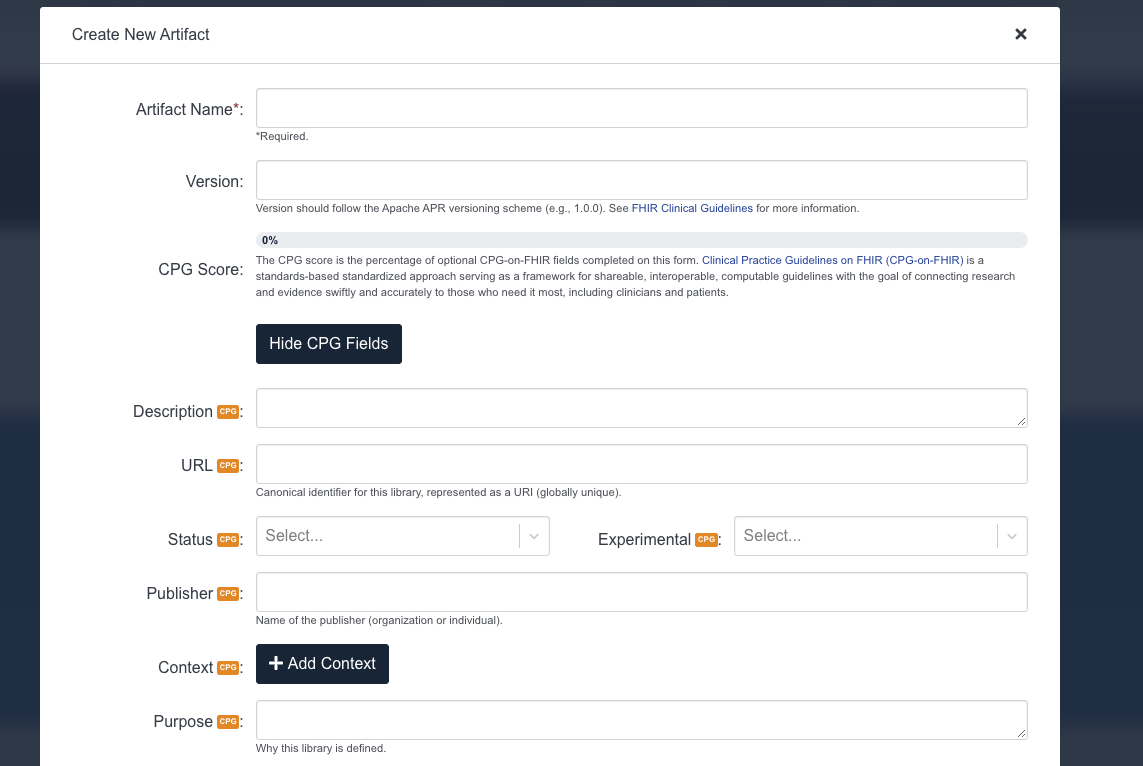 Create New Artifact
Artifact Name*:
*Required.
Version:
Version should follow the Apache APR versioning scheme (e.g., 1.0.0). See FHIR Clinical Guidelines for more information.
0%
CPG Score:
The CPG score is the percentage of optional CPG-on-FHIR fields completed on this form. Clinical Practice Guidelines on FHIR (CPG-on-FHIR) is a
standards-based standardized approach serving as a framework for shareable, interoperable, computable guidelines with the goal of connecting research
and evidence swiftly and accurately to those who need it most, including clinicians and patients.
Hide CPG Fields
Description CPG:
URL CPG:
Canonical identifier for this library, represented as a URI (globally unique).
Status CPG: Select... Experimental CPG: Select...
Publisher CPG:
Name of the publisher (organization or individual).
Context CPG: Add Context
Purpose CPG:
Why this library is defined.